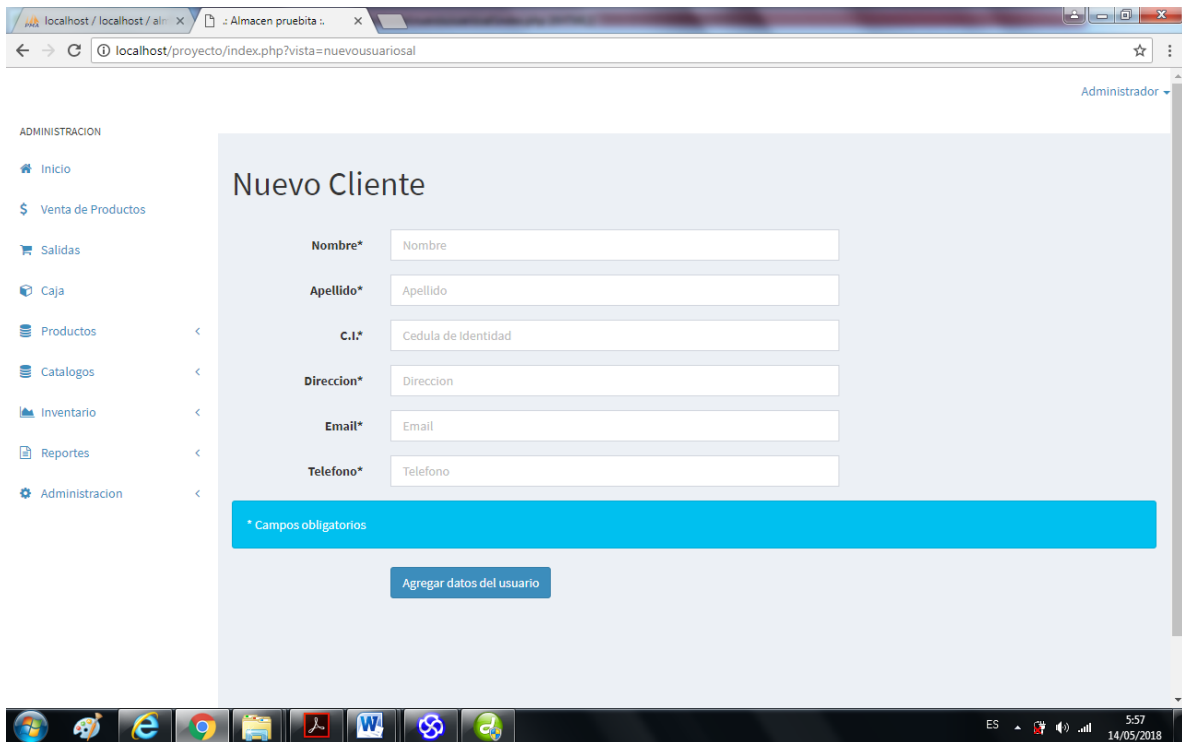 localhost / localhost / alm
.: Almacen pruebita :.
localhost/proyecto/index.php?vista=nuevousuariosal
Administrador
ADMINISTRACION
Inicio
Venta de Productos
Salidas
Caja
Productos
Catalogos
Inventario
Reportes
Administracion
Nuevo Cliente
Nombre* Nombre
Apellido* Apellido
C.I.* Cedula de Identidad
Direccion* Direccion
Email* Email
Telefono* Telefono
* Campos obligatorios
Agregar datos del usuario
ES
5:57
14/05/2018